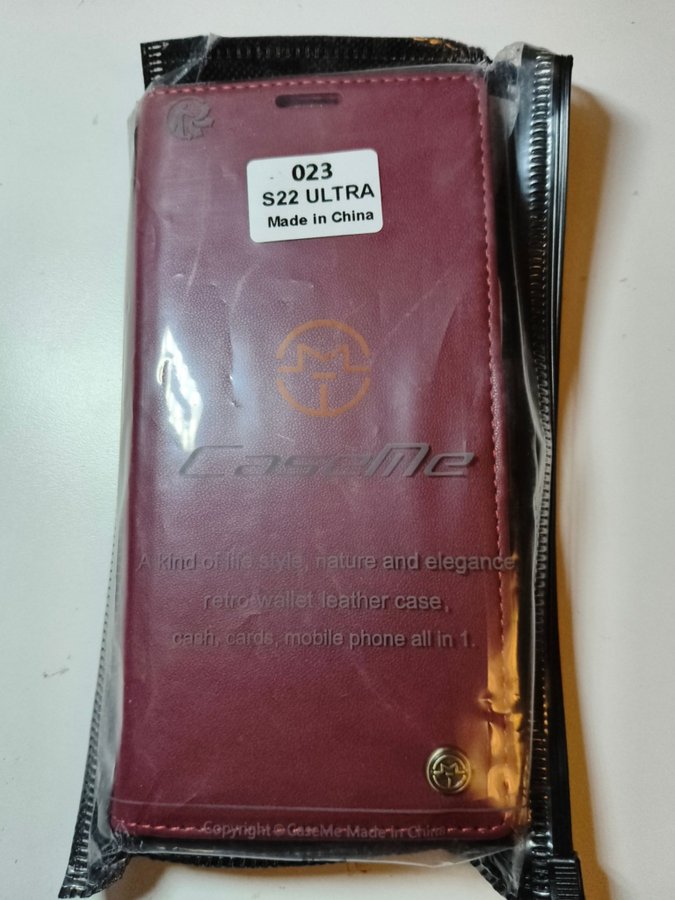 023
S22 ULTRA
Made in China
CaseMe
A kind of life style, nature and elegance
retro wallet leather case,
cash, cards, mobile phone all in 1.
Copyright © CaseMe Made In China